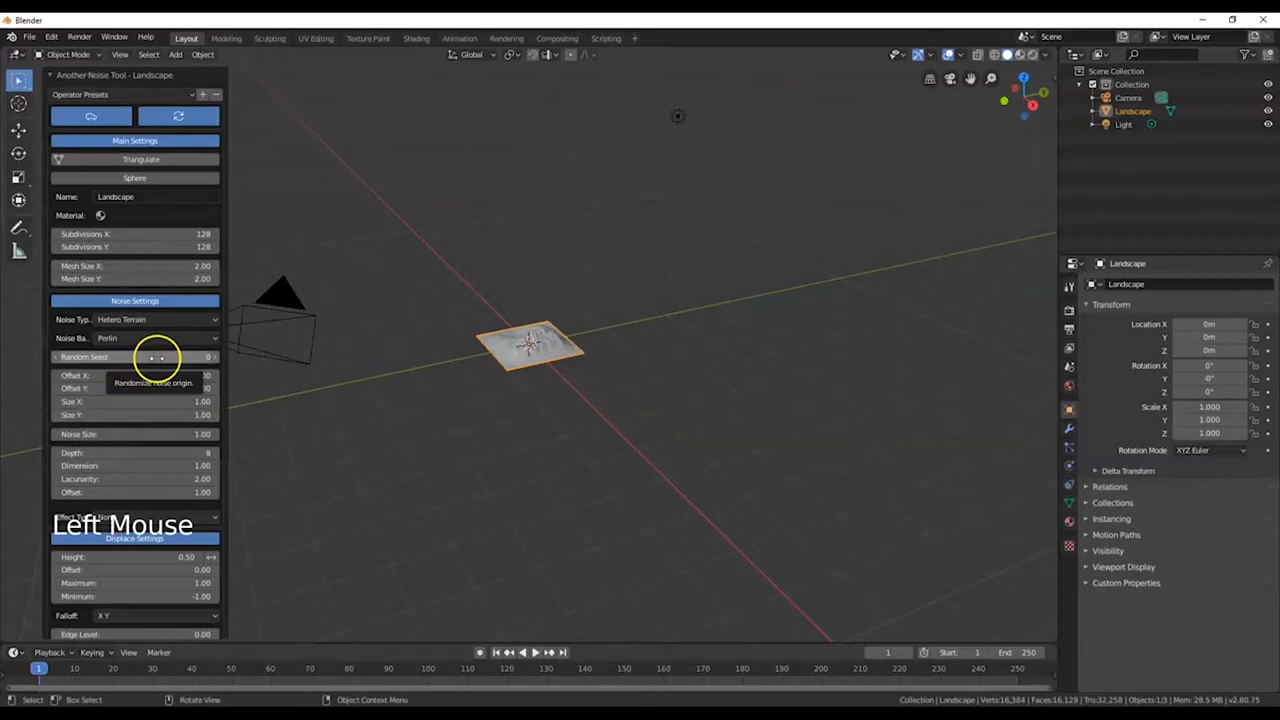 Blender
File Edit Render Window Help Layout Modeling Sculpting UV Editing Texture Paint Shading Animation Rendering Compositing Scripting + Scene View Layer
Object Mode View Select Add Object Global
Another Noise Tool - Landscape
Operator Presets
Main Settings
Triangulate
Sphere
Name: Landscape
Material:
Subdivisions X: 128
Subdivisions Y: 128
Mesh Size X: 2.00
Mesh Size Y: 2.00
Noise Settings
Noise Typ.. Hetero Terrain
Noise Ba.. Perlin
Random Seed: 0
Randomize noise origin.
Offset X: 00
Offset Y: 00
Size X: 1.00
Size Y: 1.00
Noise Size: 1.00
Depth: 8
Dimension: 1.00
Lacunarity: 2.00
Offset: 1.00
Left Mouse
Displace Settings
Height: 0.50
Offset: 0.00
Maximum: 1.00
Minimum: -1.00
Falloff: X Y
Edge Level: 0.00
Scene Collection
Collection
Camera
Landscape
Light
Landscape
Landscape
Transform
Location X 0m
Y 0m
Z 0m
Rotation X 0°
Y -0°
Z 0°
Scale X 1.000
Y 1.000
Z 1.000
Rotation Mode XYZ Euler
Delta Transform
Relations
Collections
Instancing
Motion Paths
Visibility
Viewport Display
Custom Properties
Playback Keying View Marker 1 Start: 1 End: 250
1 10 20 30 40 50 60 70 80 90 100 110 120 130 140 150 160 170 180 190 200 210 220 230 240 250
Select Box Select Rotate View Object Context Menu Collection | Landscape | Verts:16,384 | Faces:16,129 | Tris:32,258 | Objects:1/3 | Mem: 28.5 MB | v2.80.75